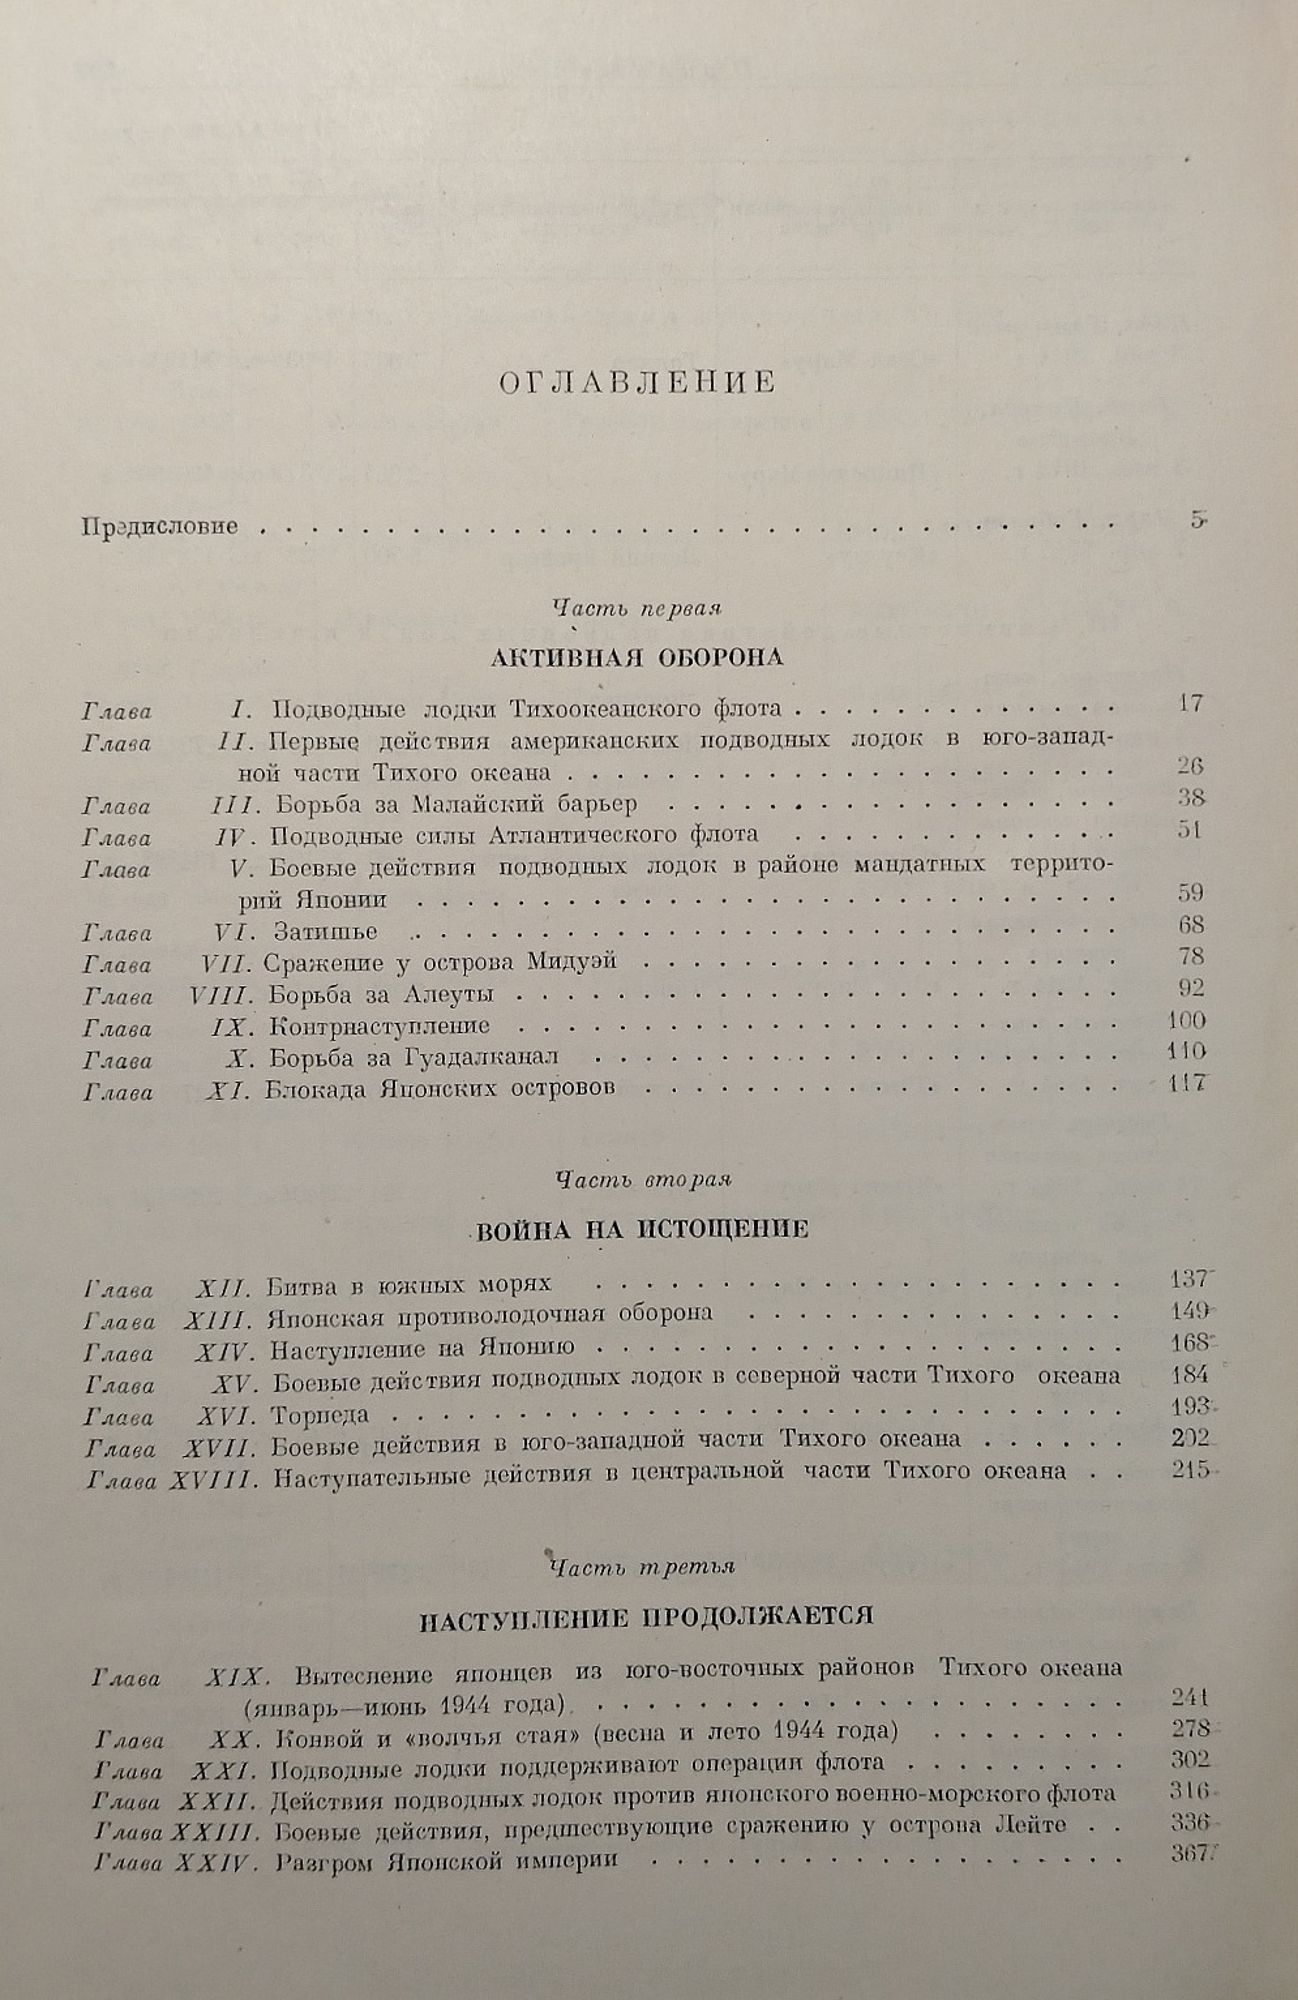 ОГЛАВЛЕНИЕ
Предисловие . . . . . . . . . . . . . . . . . . . . . . . . . . . . . . . . 5
Часть первая
АКТИВНАЯ ОБОРОНА
Глава I. Подводные лодки Тихоокеанского флота . . . . . . . . . . . . . 17
Глава II. Первые действия американских подводных лодок в юго-запад-
ной части Тихого океана . . . . . . . . . . . . . . . . . . . . . . 26
Глава III. Борьба за Малайский барьер . . . . . . . . . . . . . . . . . . 38
Глава IV. Подводные силы Атлантического флота . . . . . . . . . . . . . 51
Глава V. Боевые действия подводных лодок в районе мандатных террито-
рий Японии . . . . . . . . . . . . . . . . . . . . . . . . . . . . 59
Глава VI. Затишье . . . . . . . . . . . . . . . . . . . . . . . . . . . . 68
Глава VII. Сражение у острова Мидуэй . . . . . . . . . . . . . . . . . . . 78
Глава VIII. Борьба за Алеуты . . . . . . . . . . . . . . . . . . . . . . . . 92
Глава IX. Контрнаступление . . . . . . . . . . . . . . . . . . . . . . . . 100
Глава X. Борьба за Гуадалканал . . . . . . . . . . . . . . . . . . . . . 110
Глава XI. Блокада Японских островов . . . . . . . . . . . . . . . . . . . 117
Часть вторая
ВОЙНА НА ИСТОЩЕНИЕ
Глава XII. Битва в южных морях . . . . . . . . . . . . . . . . . . . . . 137
Глава XIII. Японская противолодочная оборона . . . . . . . . . . . . . . . 149
Глава XIV. Наступление на Японию . . . . . . . . . . . . . . . . . . . . . 168
Глава XV. Боевые действия подводных лодок в северной части Тихого океана 184
Глава XVI. Торпеда . . . . . . . . . . . . . . . . . . . . . . . . . . . . . 193
Глава XVII. Боевые действия в юго-западной части Тихого океана . . . . . . 202
Глава XVIII. Наступательные действия в центральной части Тихого океана . . 215
Часть третья
НАСТУПЛЕНИЕ ПРОДОЛЖАЕТСЯ
Глава XIX. Вытеснение японцев из юго-восточных районов Тихого океана
(январь—июнь 1944 года) . . . . . . . . . . . . . . . . . . . . . 241
Глава XX. Конвой и «волчья стая» (весна и лето 1944 года) . . . . . . . . 278
Глава XXI. Подводные лодки поддерживают операции флота . . . . . . . . . 302
Глава XXII. Действия подводных лодок против японского военно-морского флота 316
Глава XXIII. Боевые действия, предшествующие сражению у острова Лейте . . 336
Глава XXIV. Разгром Японской империи . . . . . . . . . . . . . . . . . . . 367